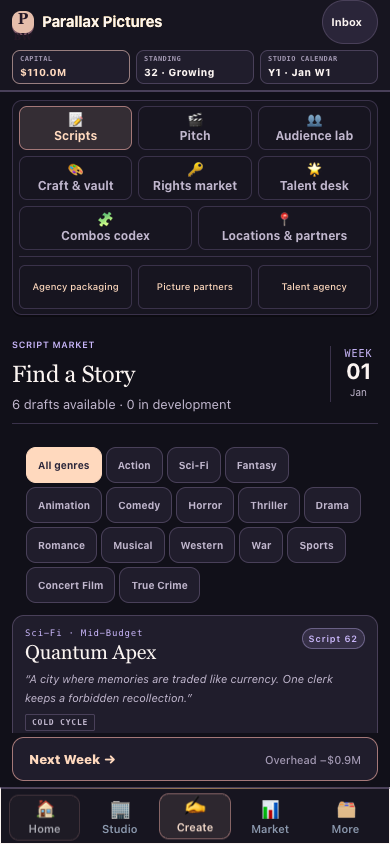 P Parallax Pictures Inbox
CAPITAL
$110.0M
STANDING
32 · Growing
STUDIO CALENDAR
Y1 · Jan W1
Scripts
Pitch
Audience lab
Craft & vault
Rights market
Talent desk
Combos codex
Locations & partners
Agency packaging
Picture partners
Talent agency
SCRIPT MARKET
Find a Story
6 drafts available · 0 in development
WEEK
01
Jan
All genres Action Sci-Fi Fantasy
Animation Comedy Horror Thriller Drama
Romance Musical Western War Sports
Concert Film True Crime
Sci-Fi · Mid-Budget
Script 62
Quantum Apex
“A city where memories are traded like currency. One clerk
keeps a forbidden recollection.”
COLD CYCLE
Next Week → Overhead −$0.9M
Home Studio Create Market More